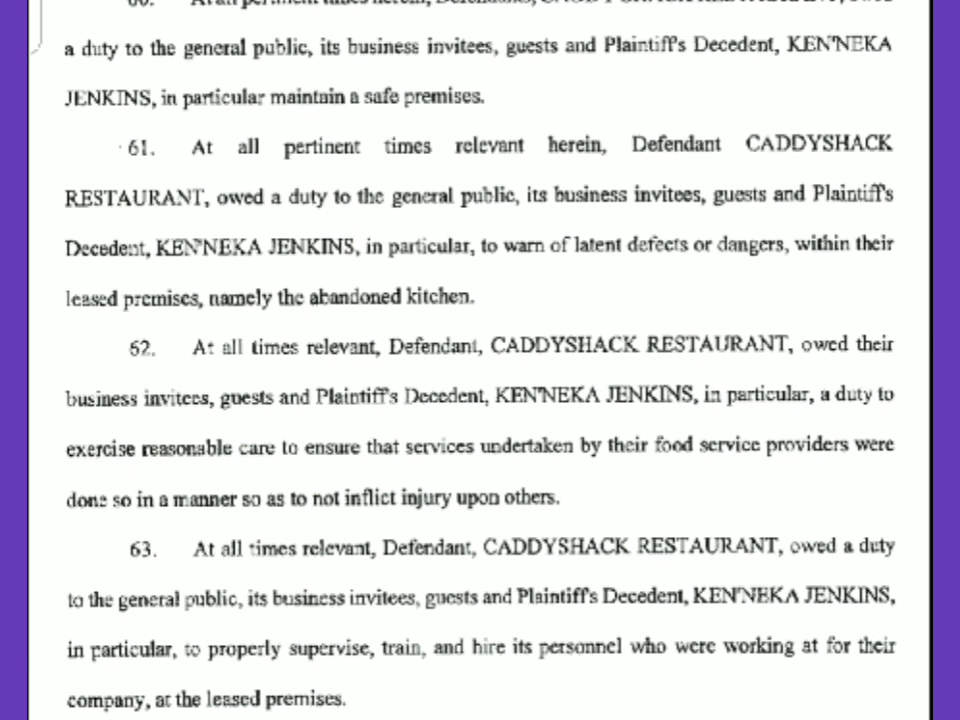 a duty to the general public, its business invitees, guests and Plaintiff's Decedent, KEN'NEKA
JENKINS, in particular maintain a safe premises.
61. At all pertinent times relevant herein, Defendant CADDYSHACK
RESTAURANT, owed a duty to the general public, its business invitees, guests and Plaintiff's
Decedent, KEN'NEKA JENKINS, in particular, to warn of latent defects or dangers, within their
leased premises, namely the abandoned kitchen.
62. At all times relevant, Defendant, CADDYSHACK RESTAURANT, owed their
business invitees, guests and Plaintiff's Decedent, KEN'NEKA JENKINS, in particular, a duty to
exercise reasonable care to ensure that services undertaken by their food service providers were
done so in a manner so as to not inflict injury upon others.
63. At all times relevant, Defendant, CADDYSHACK RESTAURANT, owed a duty
to the general public, its business invitees, guests and Plaintiff's Decedent, KEN'NEKA JENKINS,
in particular, to properly supervise, train, and hire its personnel who were working at for their
company, at the leased premises.